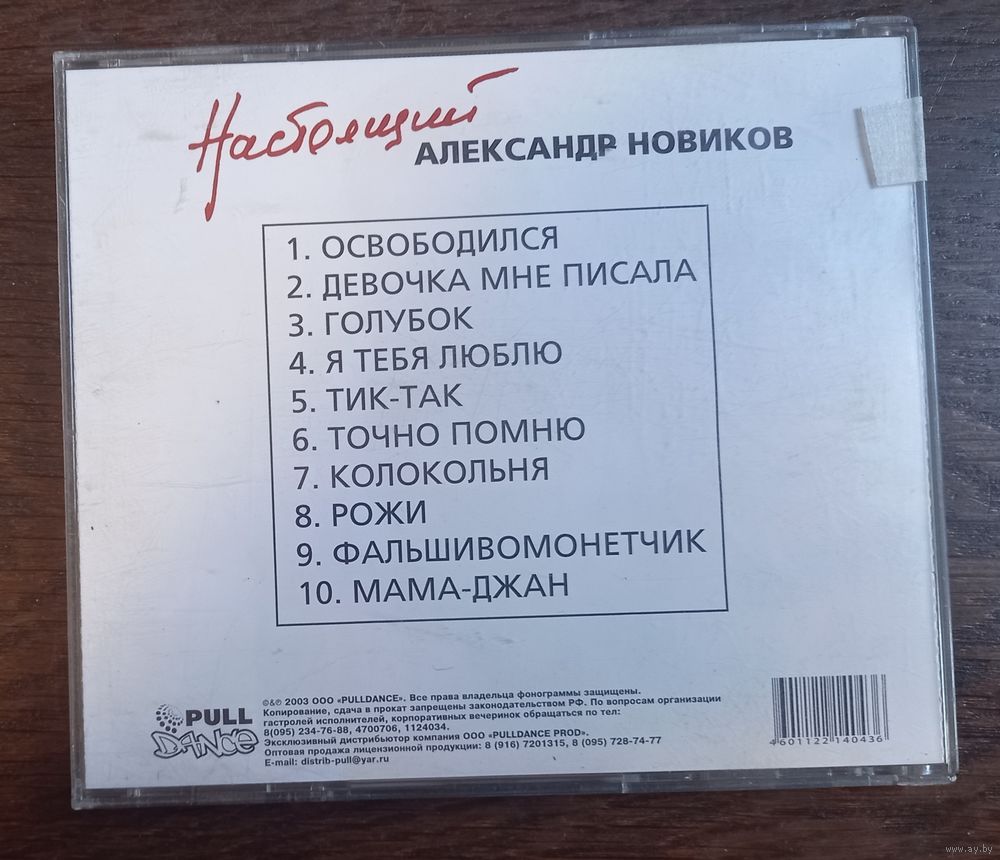 Настоящий
АЛЕКСАНДР НОВИКОВ
1. ОСВОБОДИЛСЯ
2. ДЕВОЧКА МНЕ ПИСАЛА
3. ГОЛУБОК
4. Я ТЕБЯ ЛЮБЛЮ
5. ТИК-ТАК
6. ТОЧНО ПОМНЮ
7. КОЛОКОЛЬНЯ
8. РОЖИ
9. ФАЛЬШИВОМОНЕТЧИК
10. МАМА-ДЖАН
PULL
DANCE
©&℗ 2003 ООО «PULLDANCE». Все права владельца фонограммы защищены.
Копирование, сдача в прокат запрещены законодательством РФ. По вопросам организации
гастролей исполнителей, корпоративных вечеринок обращаться по тел:
8(095) 234-76-88, 4700706, 1124034.
Эксклюзивный дистрибьютор компания ООО «PULLDANCE PROD».
Оптовая продажа лицензионной продукции: 8 (916) 7201315, 8 (095) 728-74-77
E-mail: distrib-pull@yar.ru
4601122140436
www.ay.by